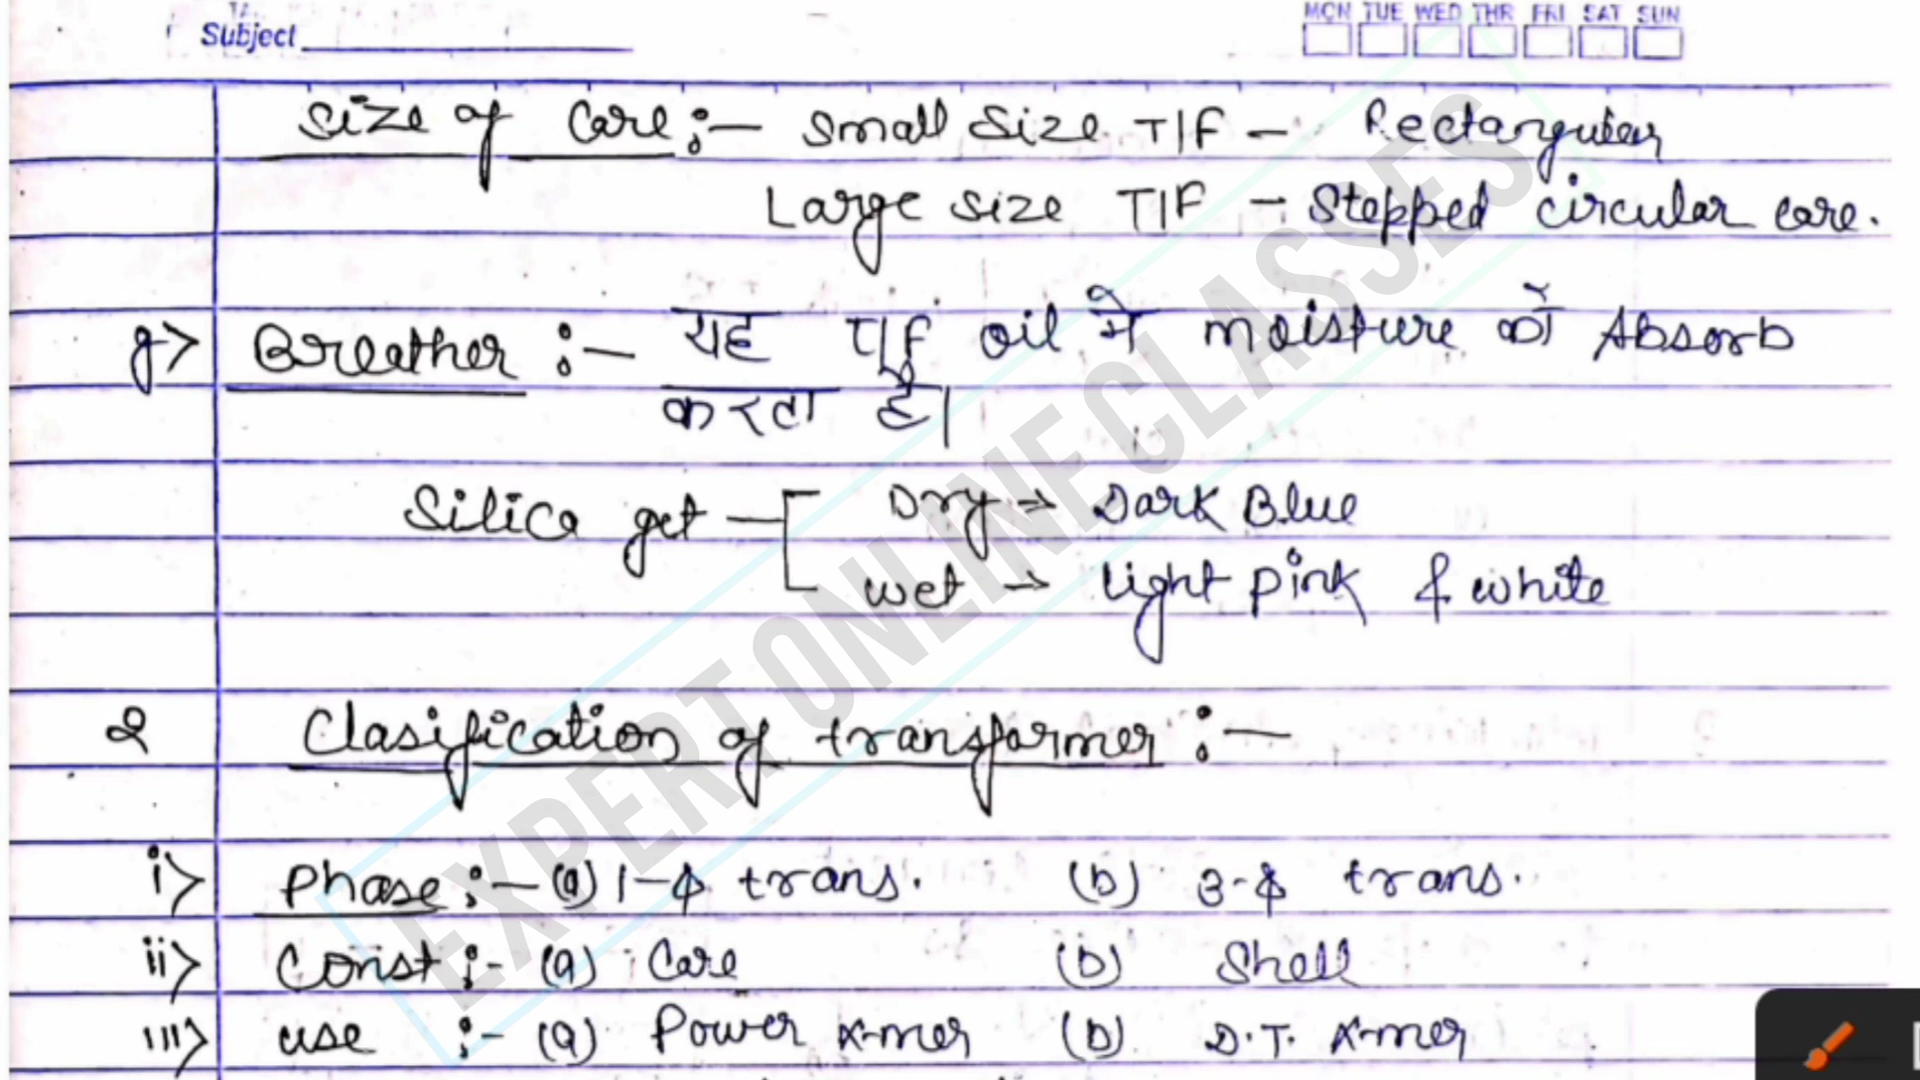 Subject
MON TUE WED THR FRI SAT SUN
Size of Core :- Small Size T/F - Rectangular
Large size T/F - Stepped circular core.
g> Breather :- यह T/F oil मे moisture को Absorb
करता है।
Silica gel - Dry → Dark Blue
wet → Light pink & white
2 Clasification of transformer :-
i> Phase :- (a) 1-ϕ trans. (b) 3-ϕ trans.
ii> Const :- (a) Core (b) Shell
iii> use :- (a) Power x-mer (b) D.T. x-mer
EXPERT ONLINE CLASSES